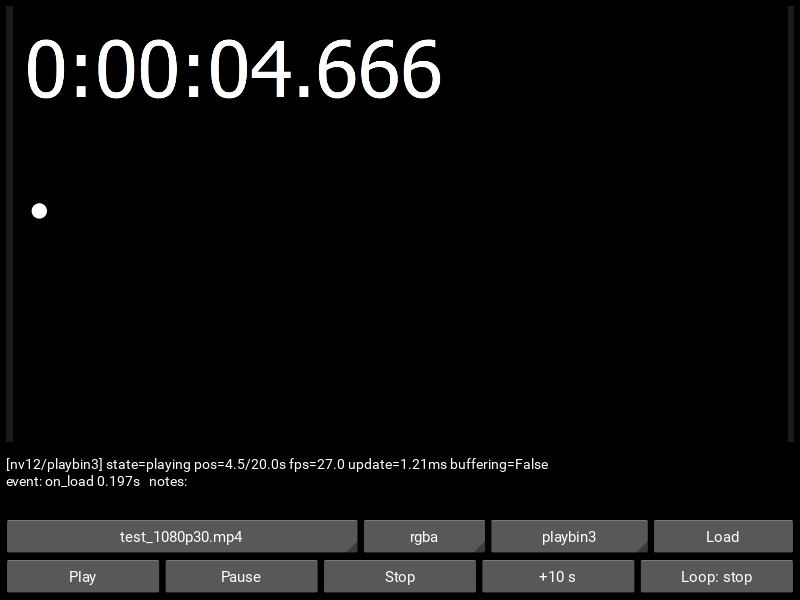 0:00:04.666
[nv12/playbin3] state=playing pos=4.5/20.0s fps=27.0 update=1.21ms buffering=False
event: on_load 0.197s   notes:
test_1080p30.mp4 rgba playbin3 Load
Play Pause Stop +10 s Loop: stop